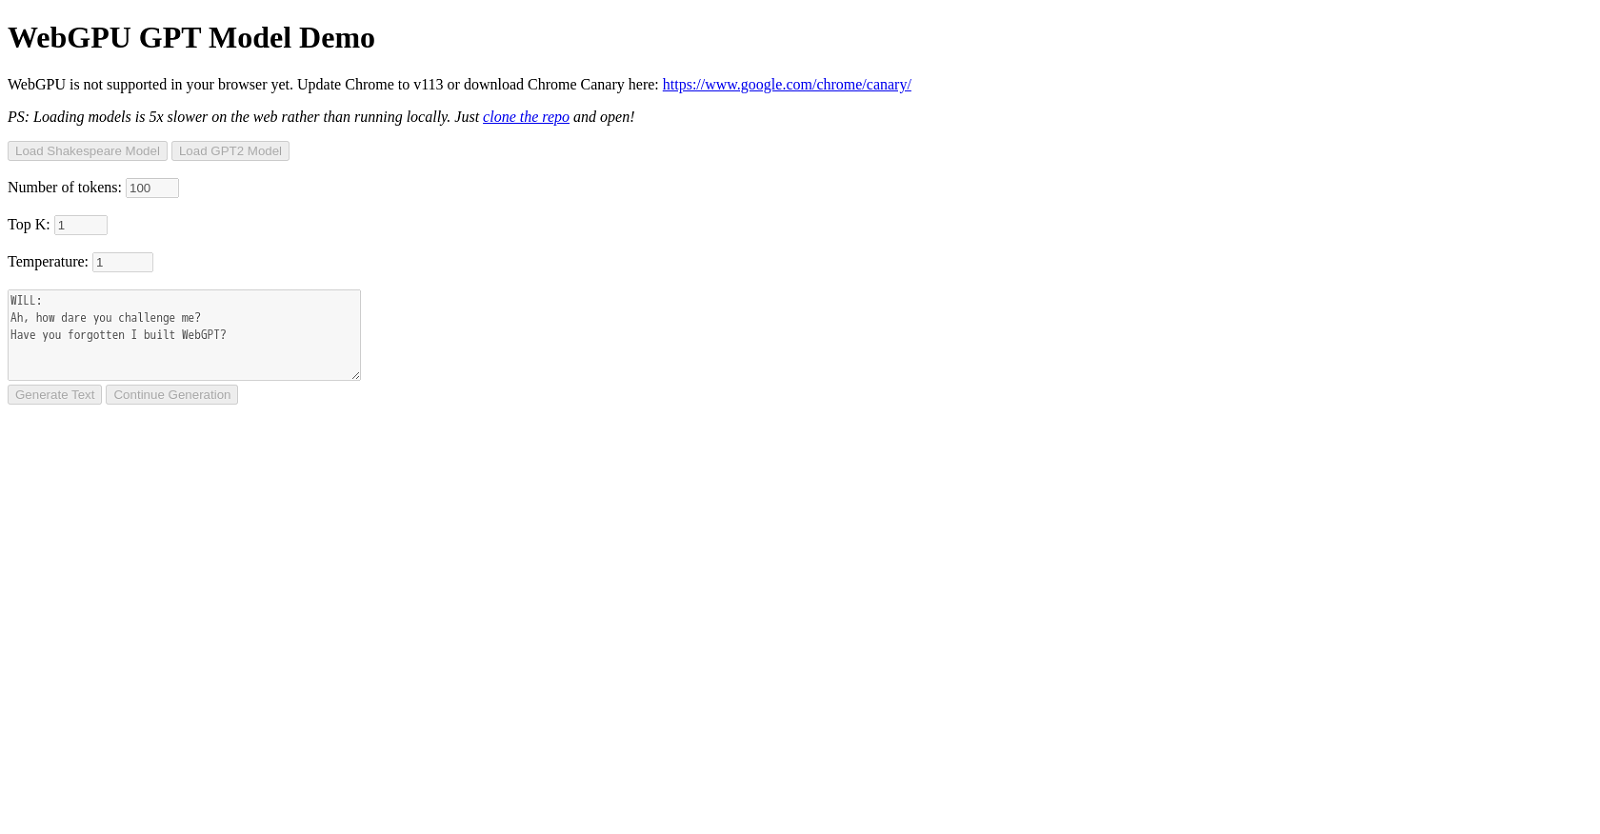 WebGPU GPT Model Demo
WebGPU is not supported in your browser yet. Update Chrome to v113 or download Chrome Canary here: https://www.google.com/chrome/canary/
PS: Loading models is 5x slower on the web rather than running locally. Just clone the repo and open!
Load Shakespeare Model Load GPT2 Model
Number of tokens: 100
Top K: 1
Temperature: 1
WILL:
Ah, how dare you challenge me?
Have you forgotten I built WebGPT?
Generate Text Continue Generation